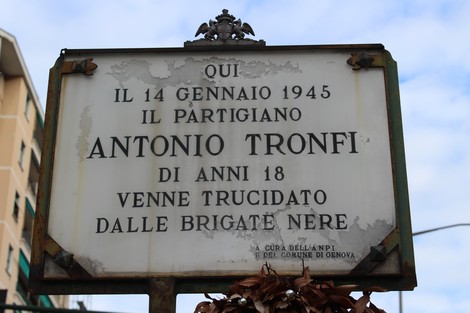 QUI
IL 14 GENNAIO 1945
IL PARTIGIANO
ANTONIO TRONFI
DI ANNI 18
VENNE TRUCIDATO
DALLE BRIGATE NERE
A CURA DELL'A.N.P.I.
E DEL COMUNE DI GENOVA